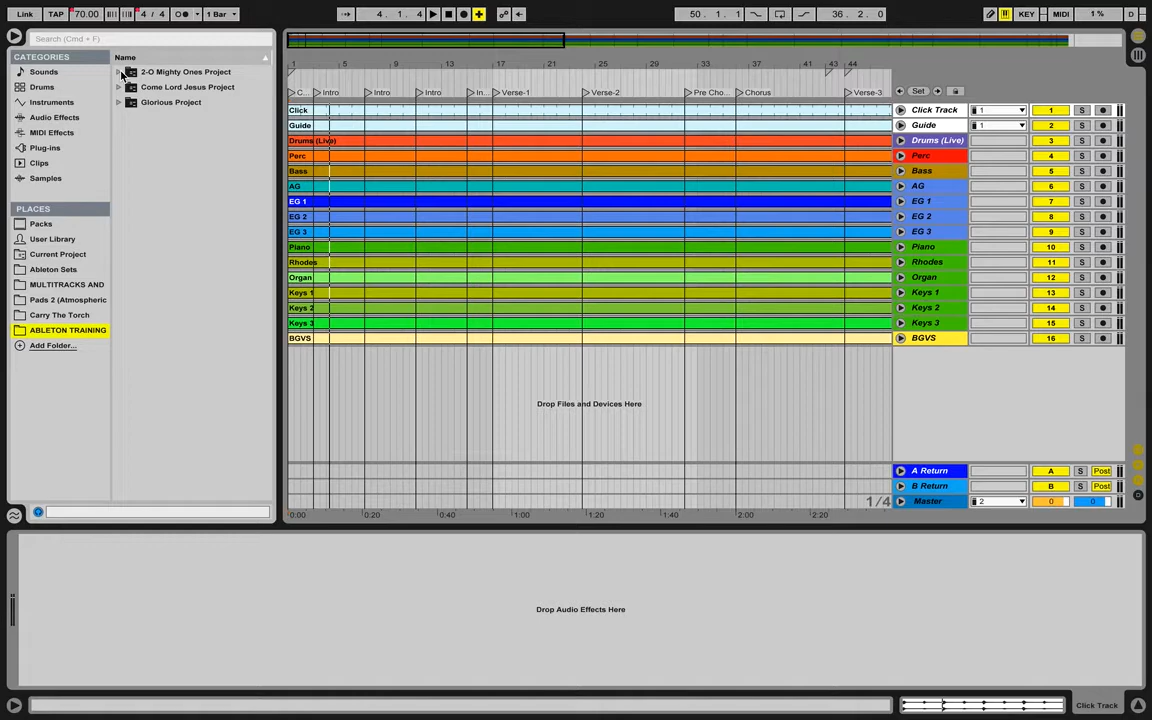 Link TAP 70.00 4 / 4 1 Bar 4. 1. 4 50. 1. 1 36. 2. 0 KEY MIDI 1 % D
Search (Cmd + F)
CATEGORIES
Sounds
Drums
Instruments
Audio Effects
MIDI Effects
Plug-ins
Clips
Samples
PLACES
Packs
User Library
Current Project
Ableton Sets
MULTITRACKS AND
Pads 2 (Atmospheric
Carry The Torch
ABLETON TRAINING
Add Folder...
Name
2-O Mighty Ones Project
Come Lord Jesus Project
Glorious Project
1 5 9 13 17 21 25 29 33 37 41 43 44
C... Intro Intro Intro In... Verse-1 Verse-2 Pre Cho... Chorus Verse-3 Set
Click Click Track 1 1 S
Guide Guide 1 2 S
Drums (Live) Drums (Live) 3 S
Perc Perc 4 S
Bass Bass 5 S
AG AG 6 S
EG 1 EG 1 7 S
EG 2 EG 2 8 S
EG 3 EG 3 9 S
Piano Piano 10 S
Rhodes Rhodes 11 S
Organ Organ 12 S
Keys 1 Keys 1 13 S
Keys 2 Keys 2 14 S
Keys 3 Keys 3 15 S
BGVS BGVS 16 S
Drop Files and Devices Here
A Return A S Post
B Return B S Post
1/4 Master 2 0 0
0:00 0:20 0:40 1:00 1:20 1:40 2:00 2:20
Drop Audio Effects Here
Click Track